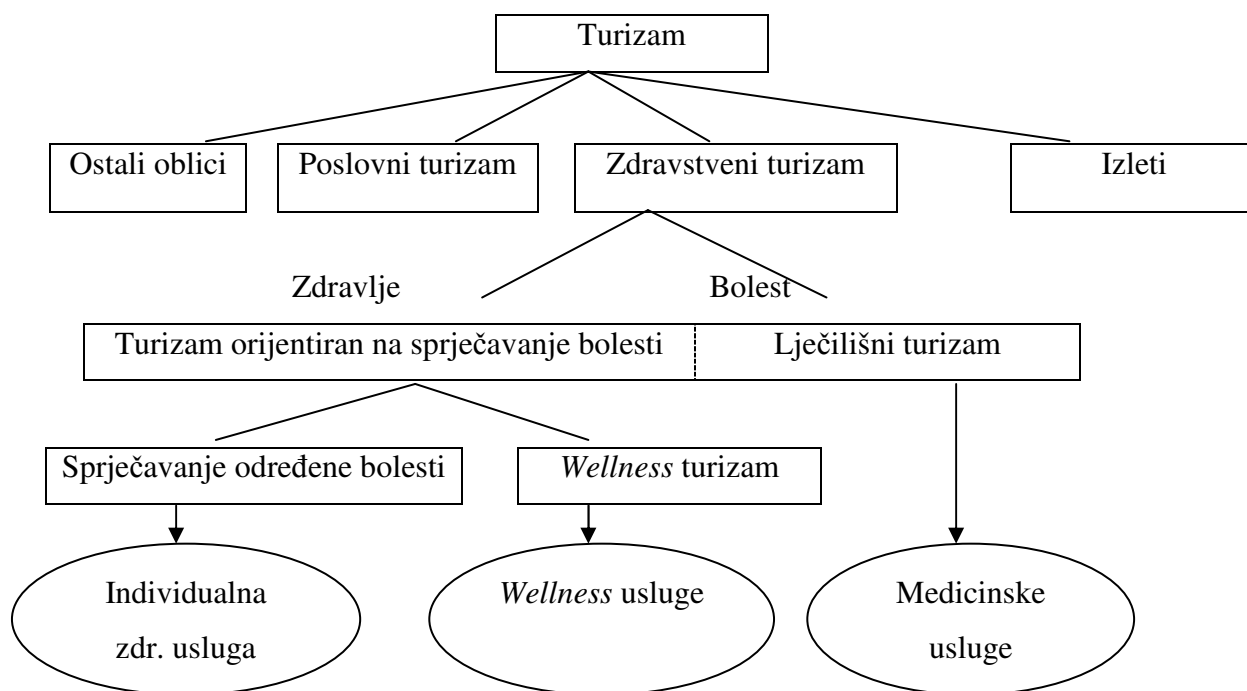 Turizam
Ostali oblici
Poslovni turizam
Zdravstveni turizam
Izleti
Zdravlje
Bolest
Turizam orijentiran na sprječavanje bolesti
Lječilišni turizam
Sprječavanje određene bolesti
Wellness turizam
Individualna
zdr. usluga
Wellness usluge
Medicinske
usluge